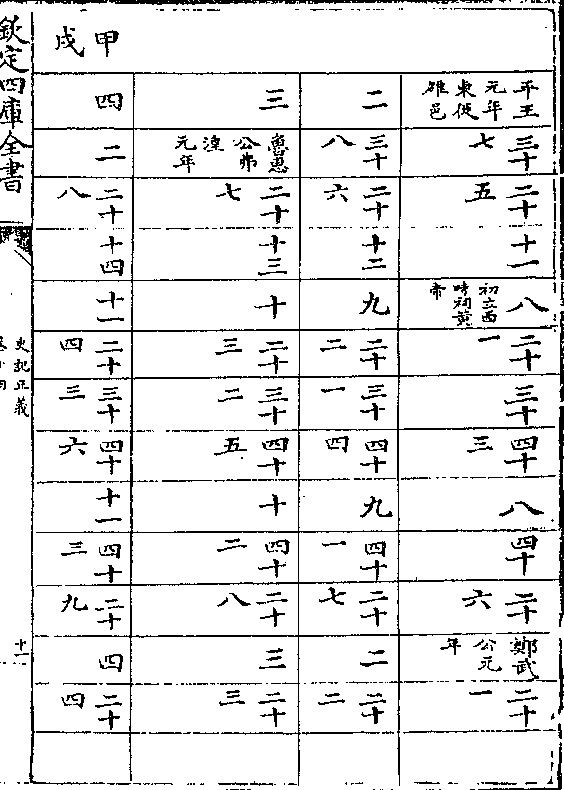 平王元年東徙雒邑
三十七
二十五
十一
八 初立西畤祠黄帝
二十一
三十
四十三
八
四十
二十六
鄭武公元年
二十一
二
三十八
二十六
十二
九
二十二
三十一
四十四
九
四十一
二十七
二
二十二
三
魯惠公弗湟元年
二十七
十三
十
二十三
三十二
四十五
十
四十二
二十八
三
二十三
甲戌
四
二
二十八
十四
十一
二十四
三十三
四十六
十一
四十三
二十九
四
二十四
欽定四庫全書
史記正義
十一